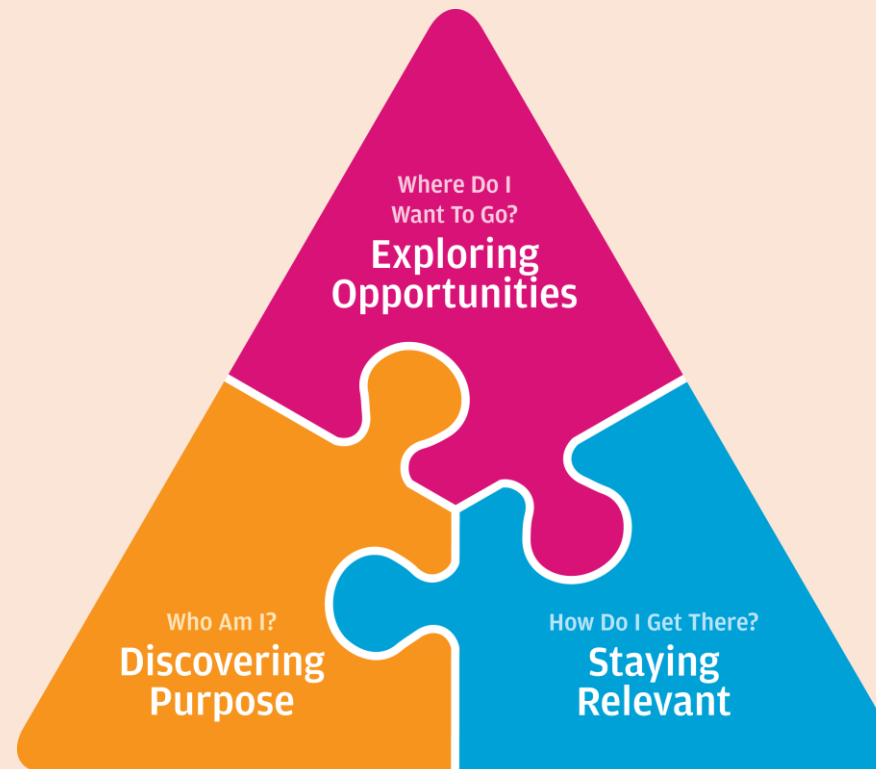 Where Do I
Want To Go?
Exploring
Opportunities
Who Am I?
Discovering
Purpose
How Do I Get There?
Staying
Relevant